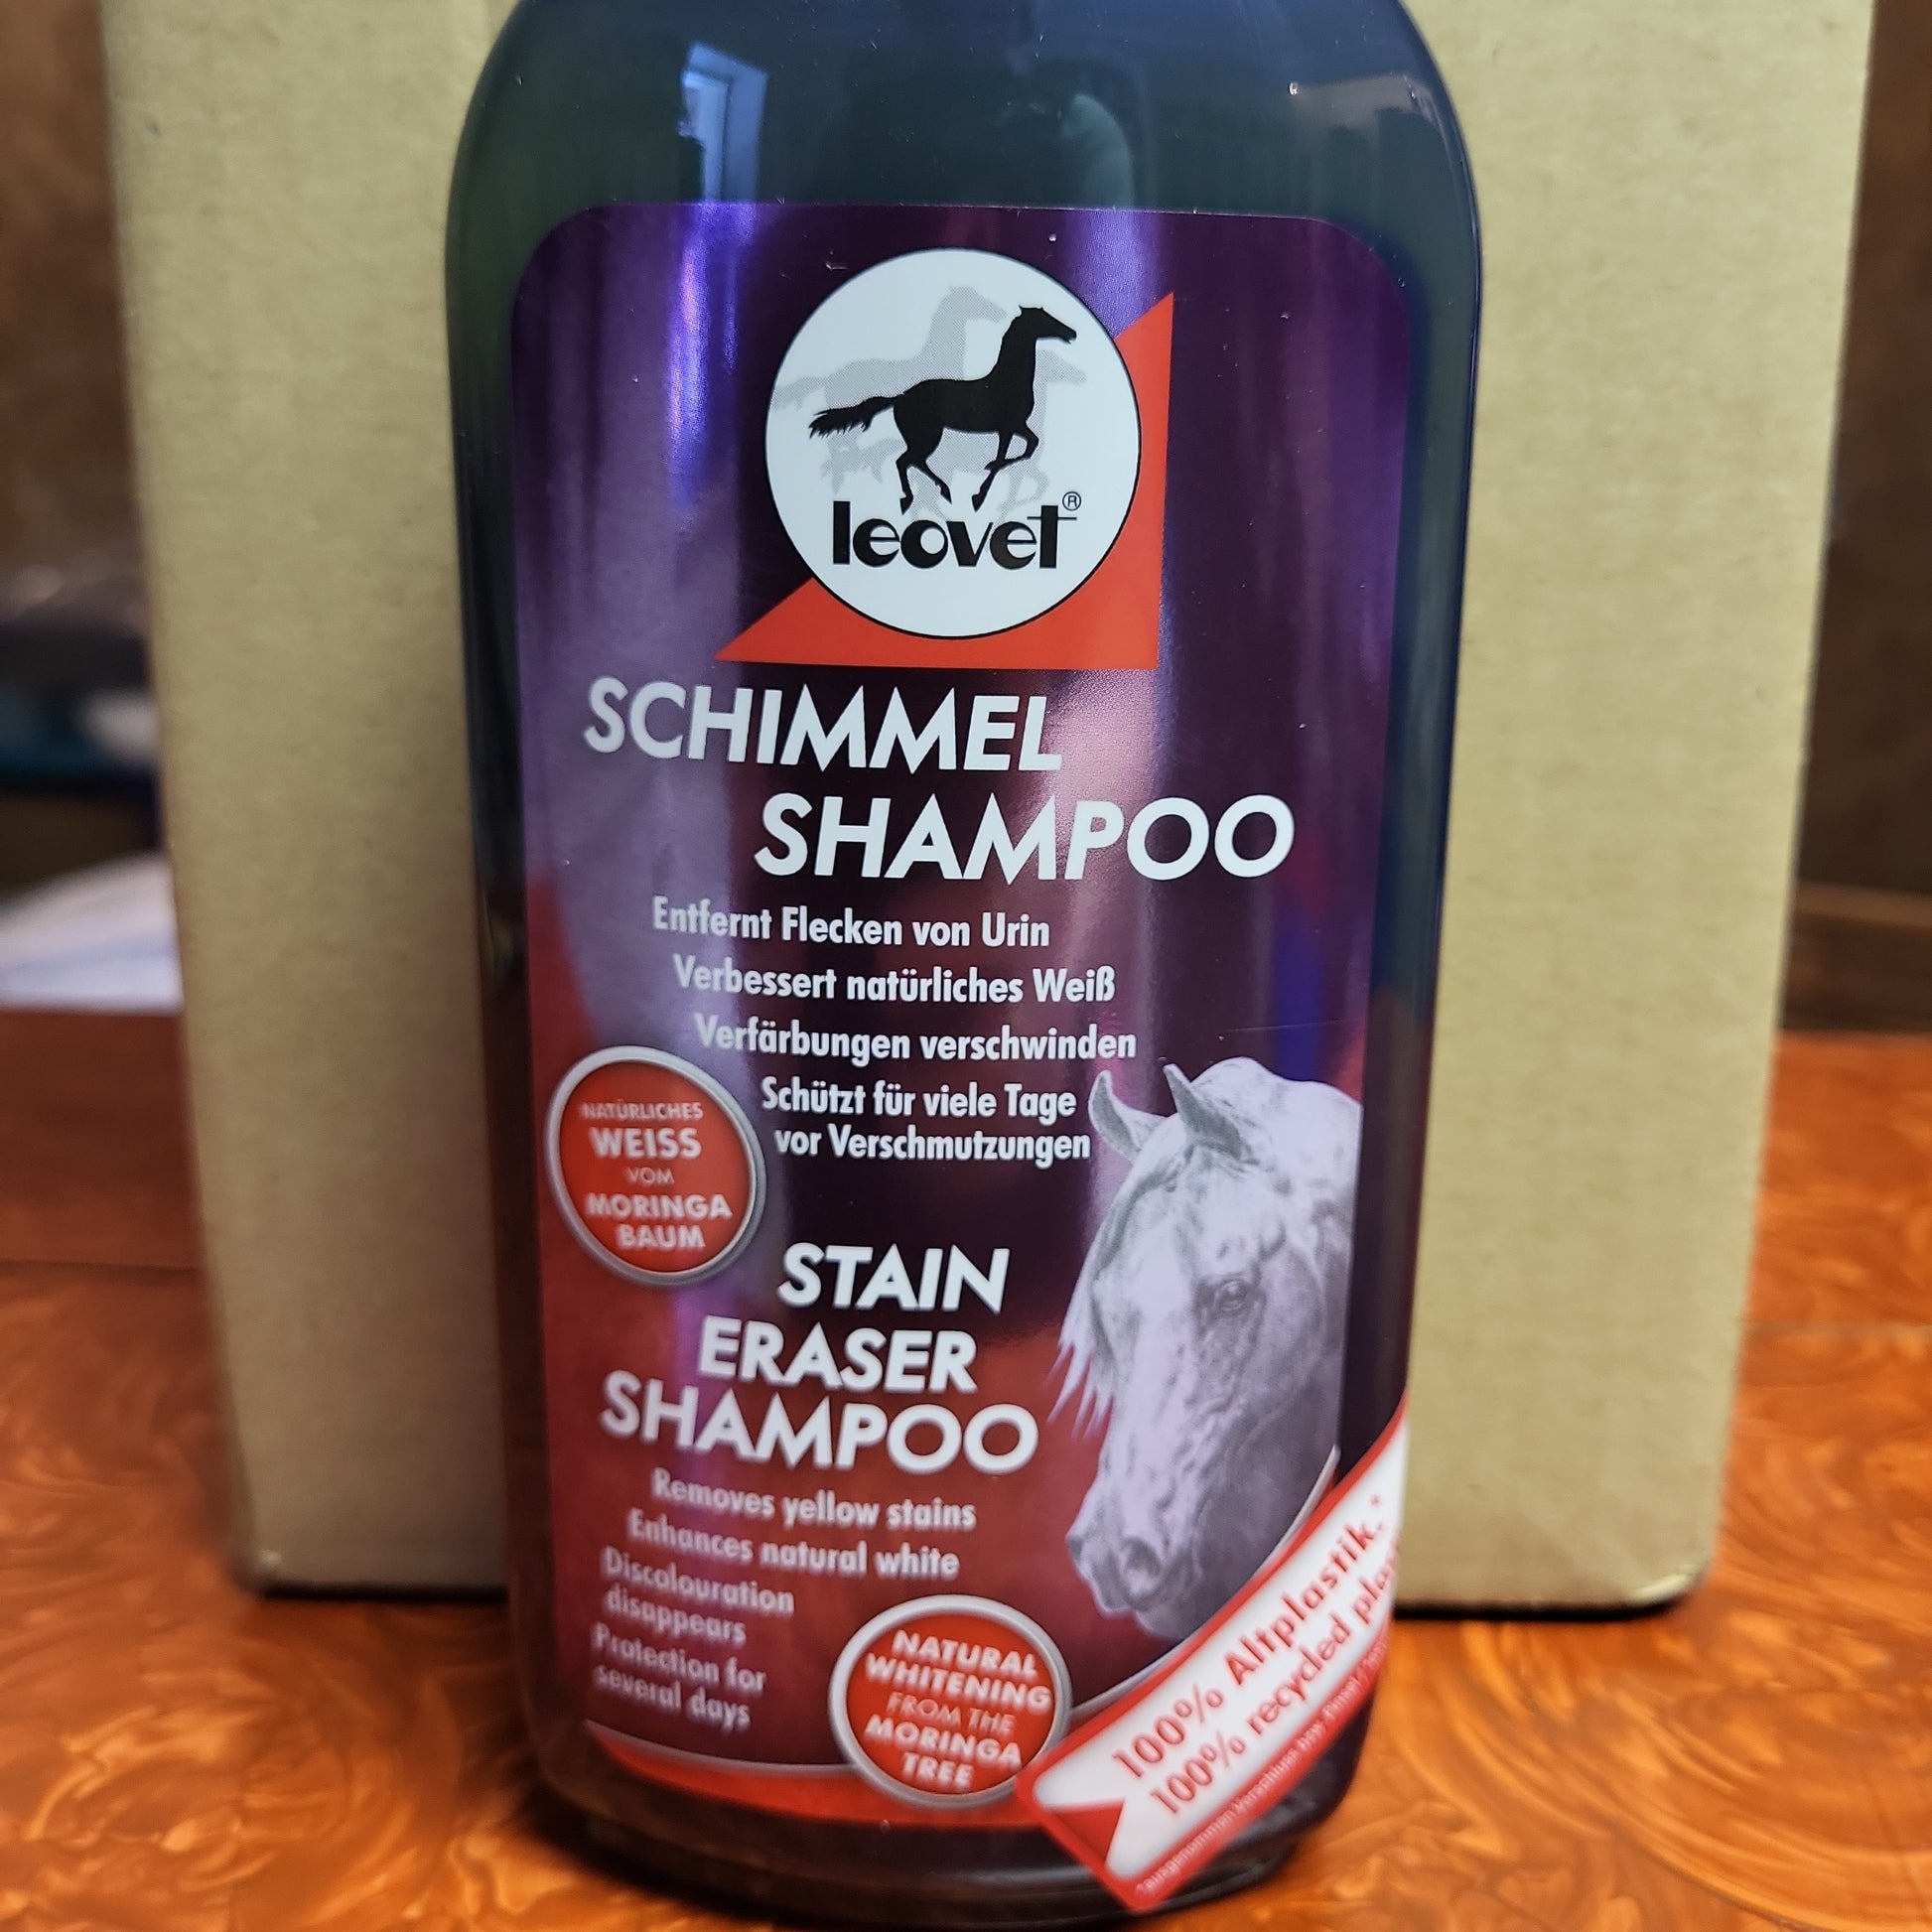 leovet®
SCHIMMEL
SHAMPOO
Entfernt Flecken von Urin
Verbessert natürliches Weiß
Verfärbungen verschwinden
Schützt für viele Tage
vor Verschmutzungen
NATÜRLICHES
WEISS
VOM
MORINGA
BAUM
STAIN
ERASER
SHAMPOO
Removes yellow stains
Enhances natural white
Discolouration
disappears
Protection for
several days
NATURAL
WHITENING
FROM THE
MORINGA
TREE
100% Altplastik.*
100% recycled